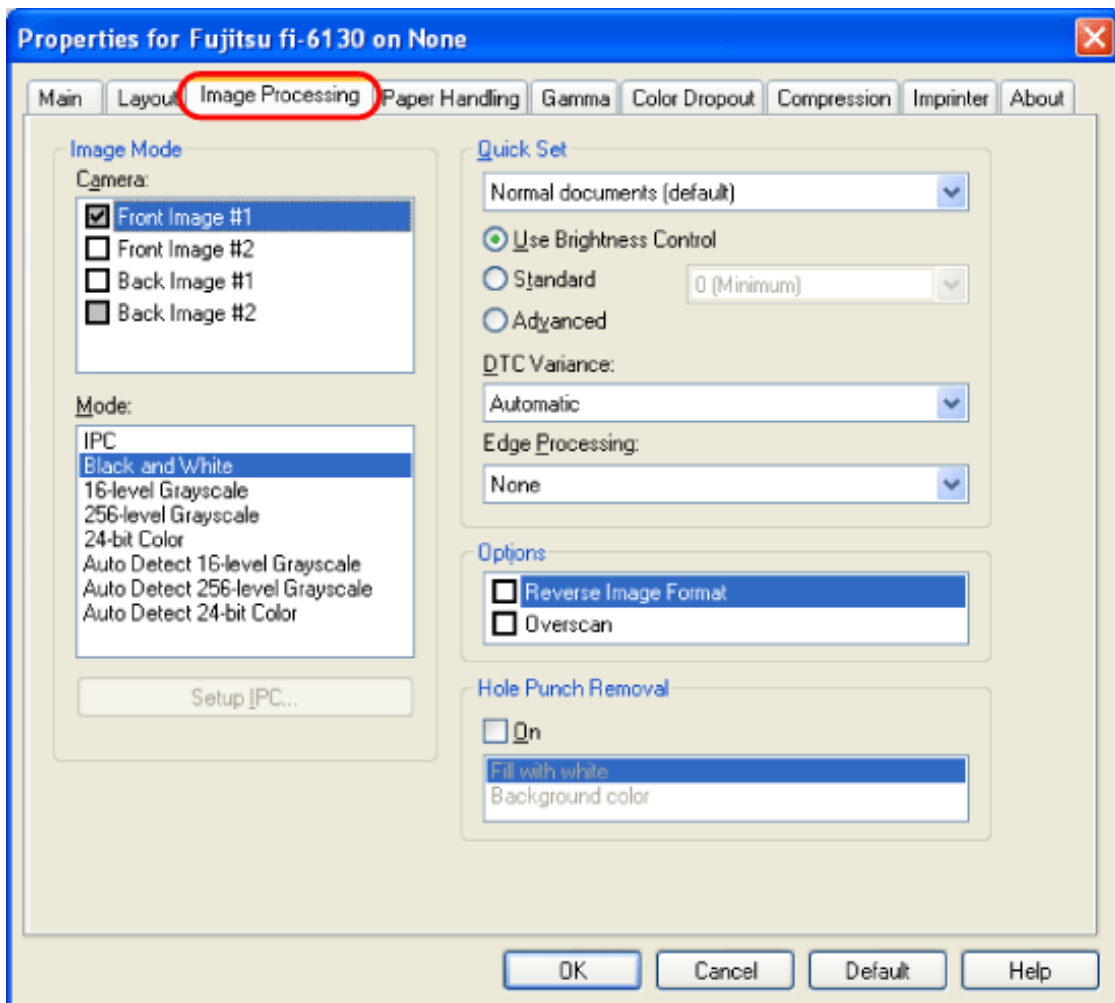 Properties for Fujitsu fi-6130 on None
Main Layout Image Processing Paper Handling Gamma Color Dropout Compression Imprinter About
Image Mode
Camera:
Front Image #1
Front Image #2
Back Image #1
Back Image #2
Mode:
IPC
Black and White
16-level Grayscale
256-level Grayscale
24-bit Color
Auto Detect 16-level Grayscale
Auto Detect 256-level Grayscale
Auto Detect 24-bit Color
Setup IPC...
Quick Set
Normal documents (default)
Use Brightness Control
Standard 0 (Minimum)
Advanced
DTC Variance:
Automatic
Edge Processing:
None
Options
Reverse Image Format
Overscan
Hole Punch Removal
On
Fill with white
Background color
OK Cancel Default Help